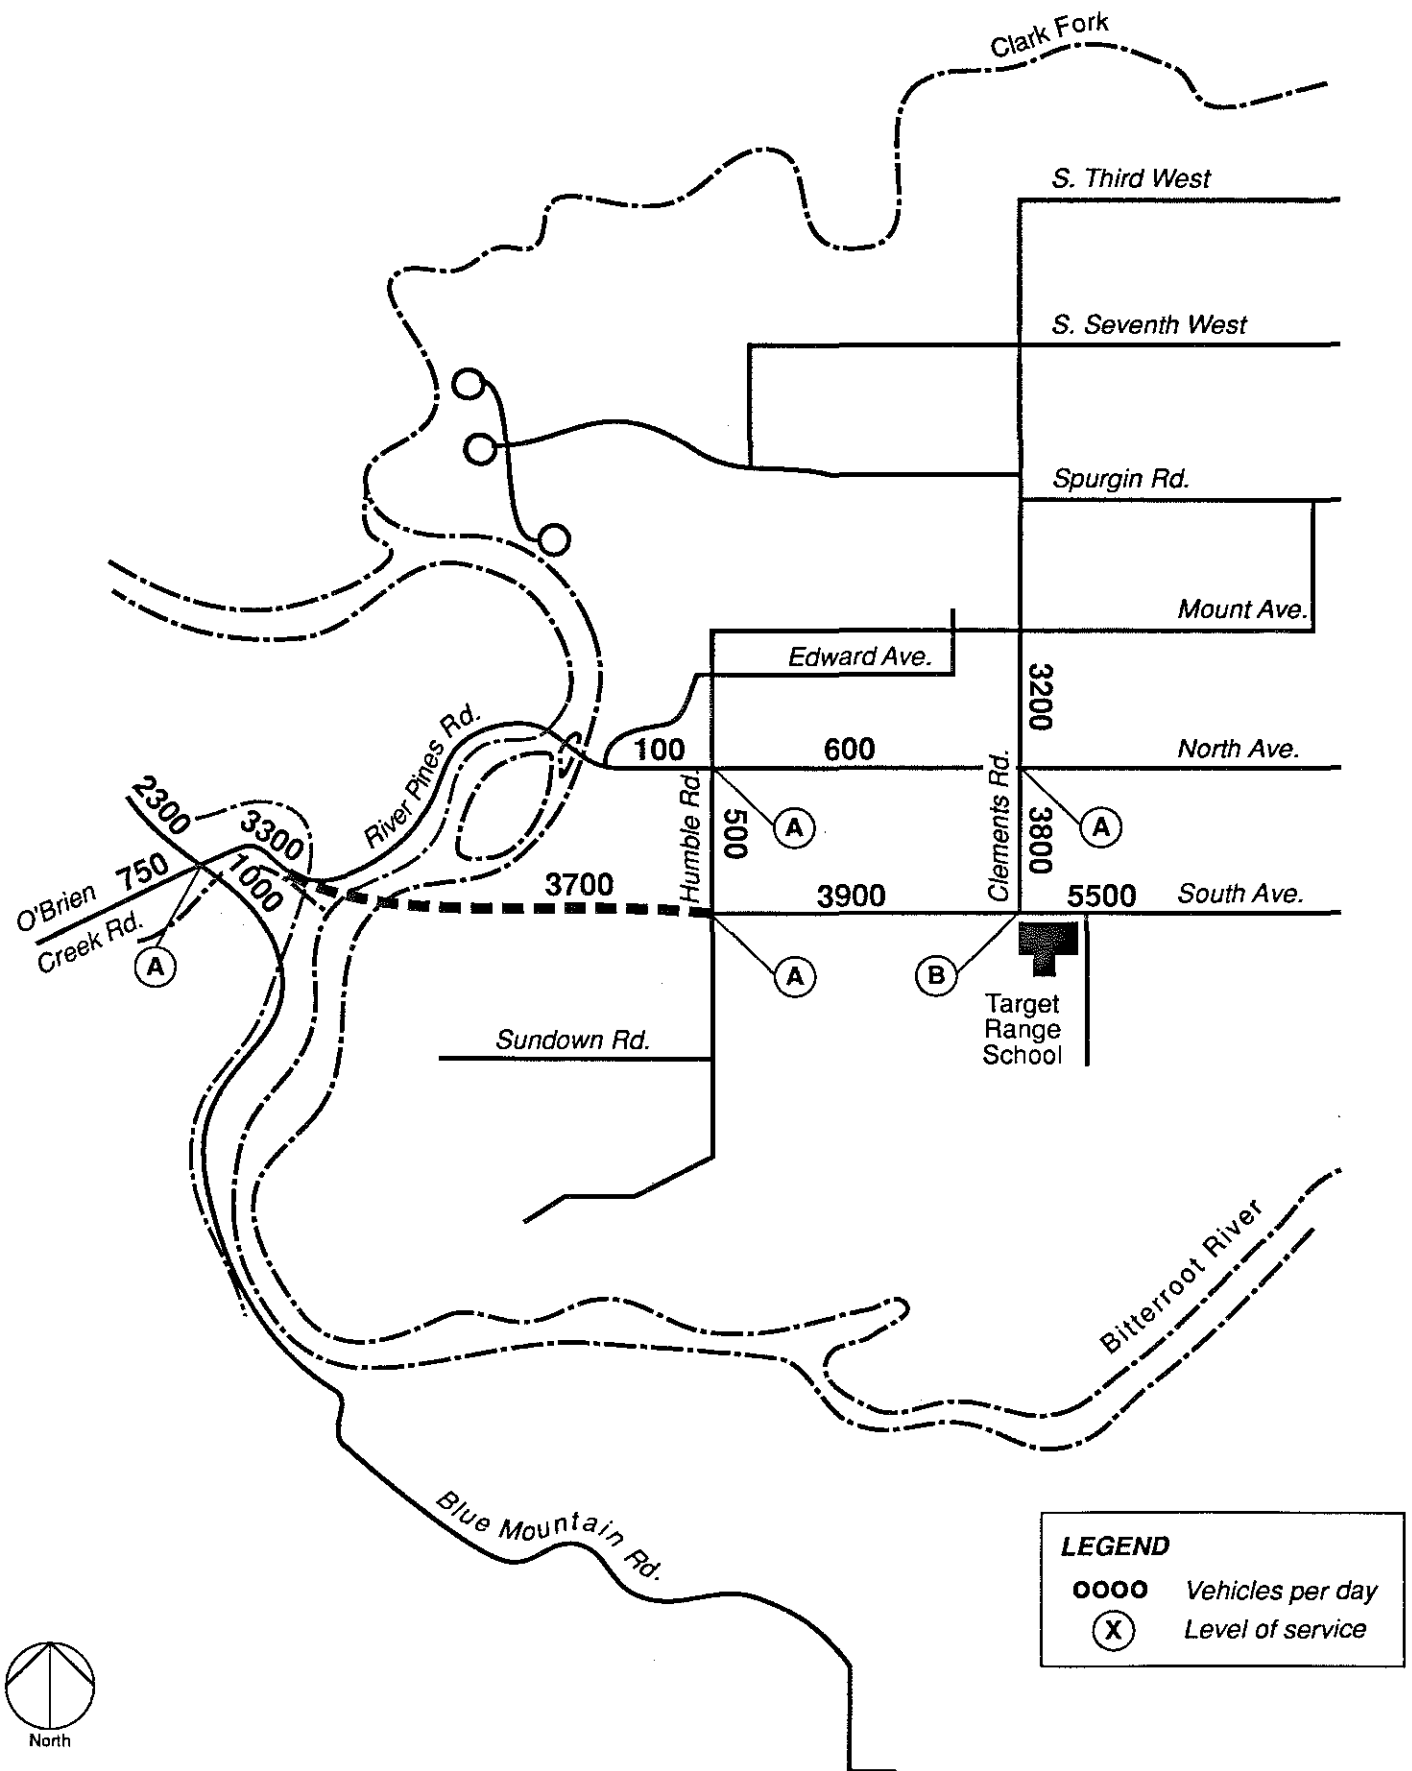 Clark Fork
S. Third West
S. Seventh West
Spurgin Rd.
Mount Ave.
Edward Ave.
3200
River Pines Rd.
100
600
North Ave.
2300
3300
Humble Rd.
500
A
Clements Rd.
3800
A
750
1000
3700
3900
5500
South Ave.
O'Brien
Creek Rd.
A
A
B
Target
Range
School
Sundown Rd.
Bitterroot River
Blue Mountain Rd.
LEGEND
0000 Vehicles per day
X Level of service
North